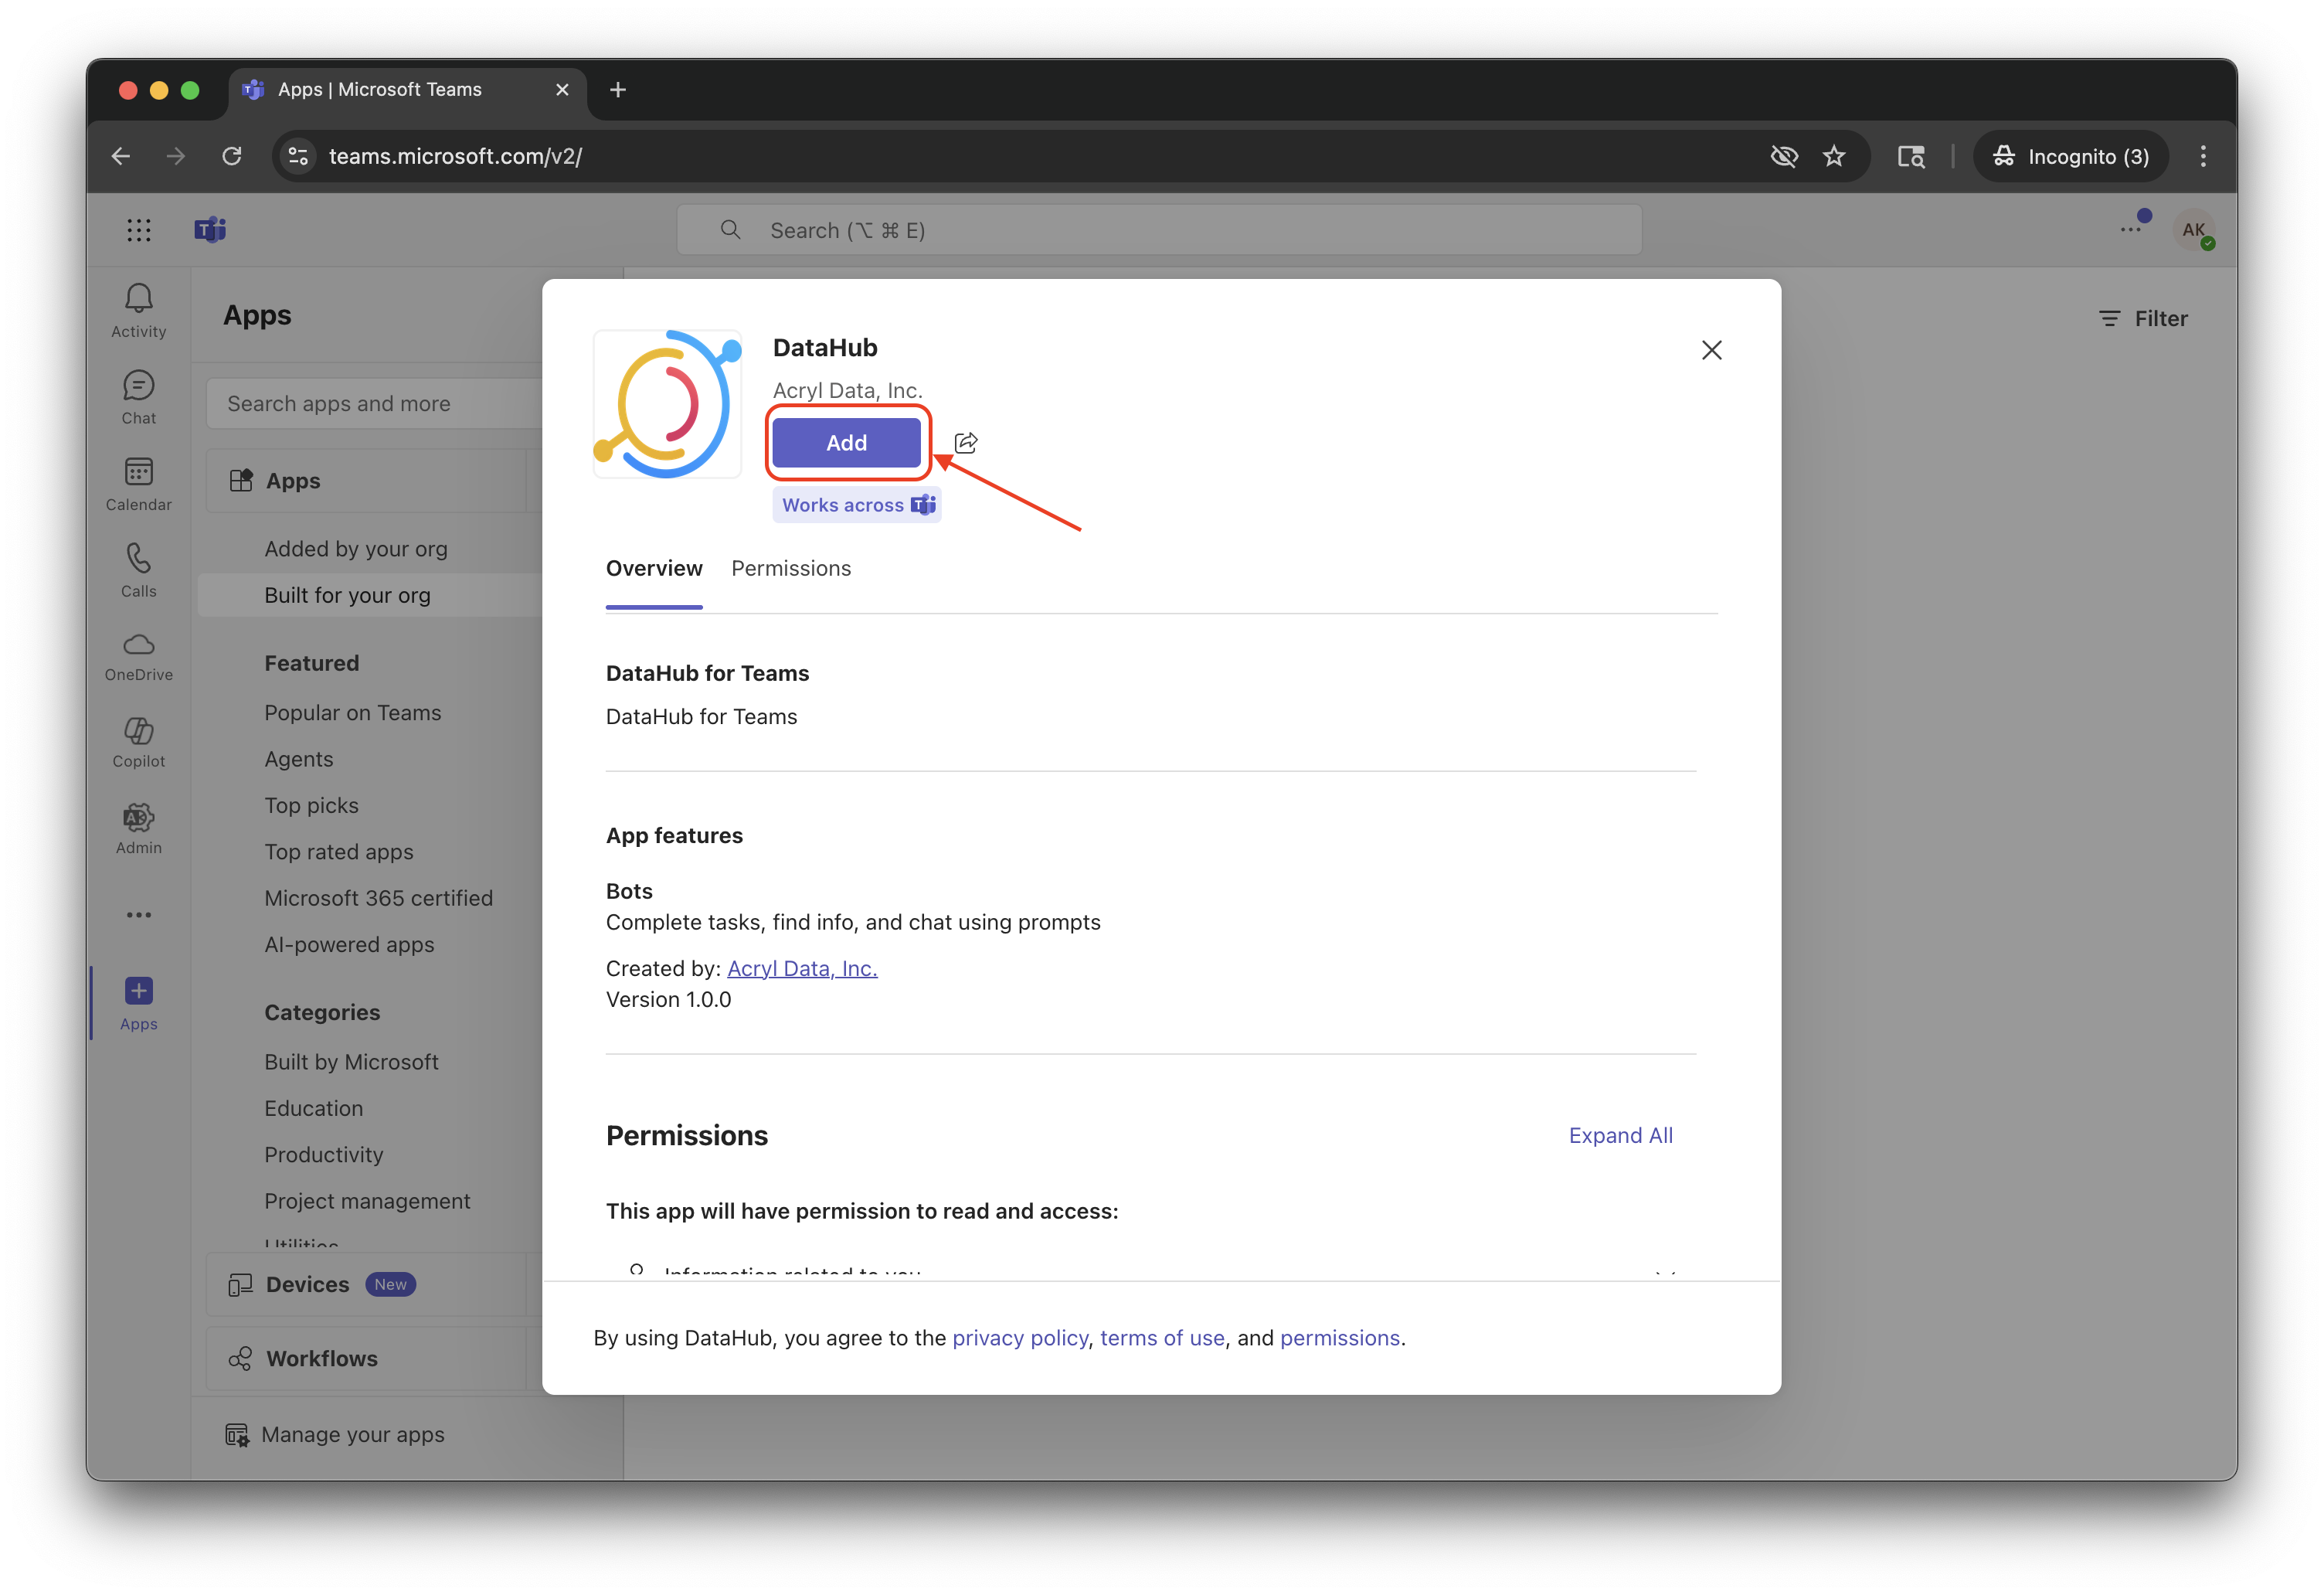 Apps | Microsoft Teams
teams.microsoft.com/v2/
Incognito (3)
Search (⌥ ⌘ E)
AK
Activity
Chat
Calendar
Calls
OneDrive
Copilot
Admin
Apps
Apps
Search apps and more
Apps
Added by your org
Built for your org
Featured
Popular on Teams
Agents
Top picks
Top rated apps
Microsoft 365 certified
AI-powered apps
Categories
Built by Microsoft
Education
Productivity
Project management
Utilities
Devices New
Workflows
Manage your apps
Filter
DataHub
Acryl Data, Inc.
Add
Works across
Overview Permissions
DataHub for Teams
DataHub for Teams
App features
Bots
Complete tasks, find info, and chat using prompts
Created by: Acryl Data, Inc.
Version 1.0.0
Permissions Expand All
This app will have permission to read and access:
Information related to you
By using DataHub, you agree to the privacy policy, terms of use, and permissions.